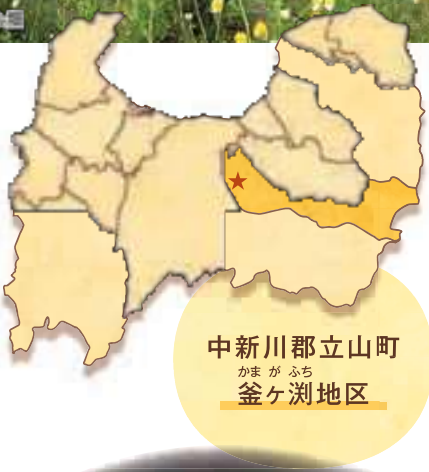 中新川郡立山町
かま が ふち
釜ヶ渕地区